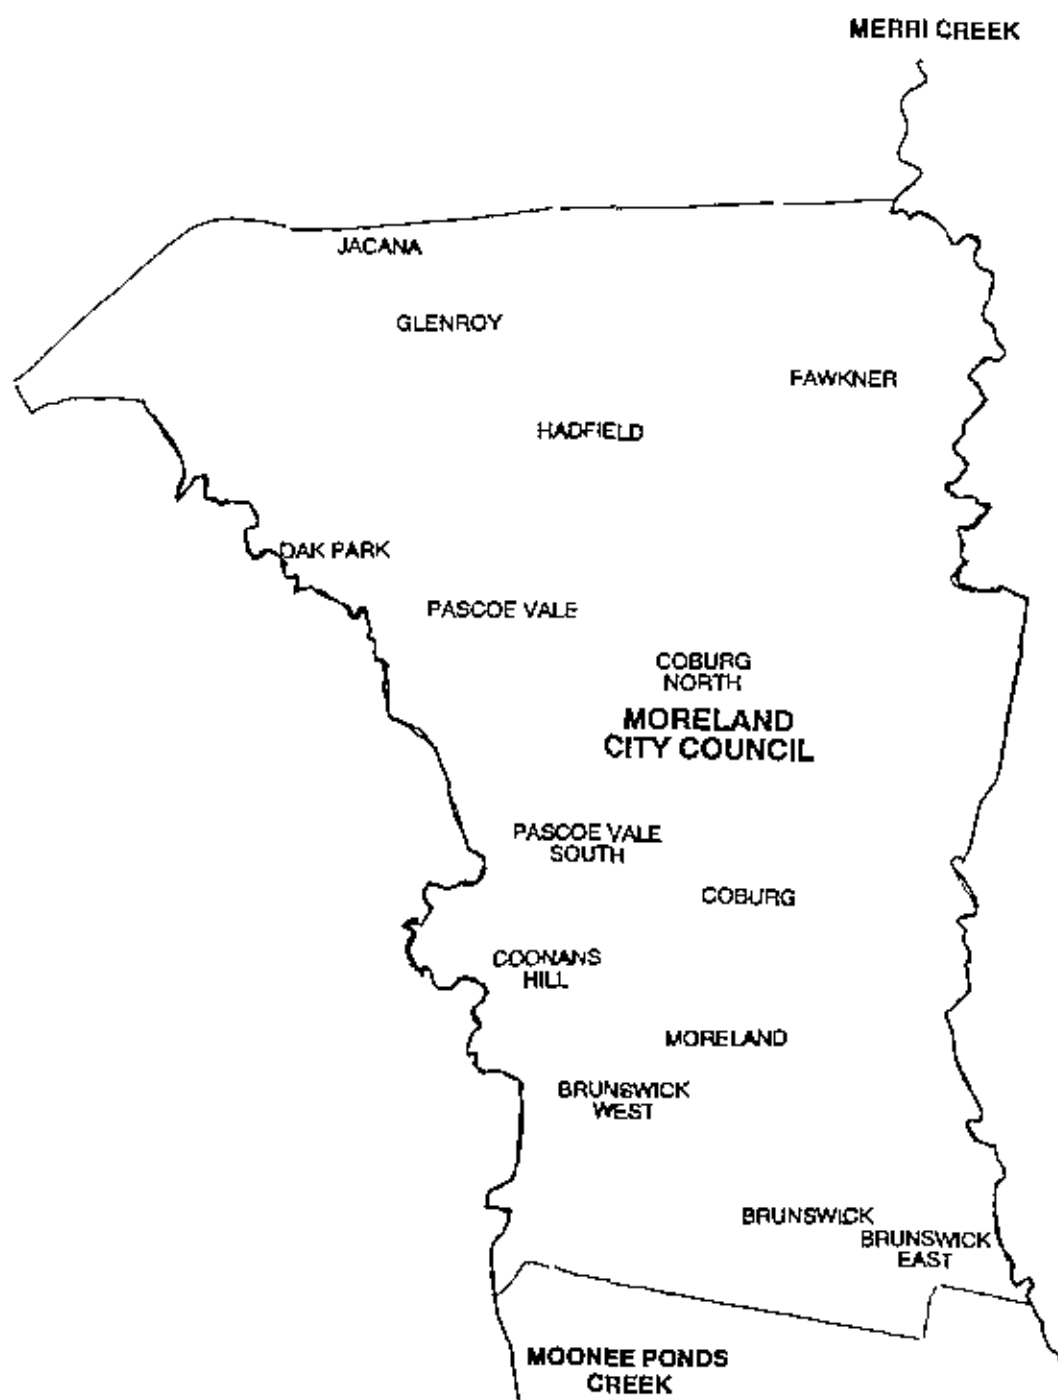 MERRI CREEK
JACANA
GLENROY
FAWKNER
HADFIELD
OAK PARK
PASCOE VALE
COBURG
NORTH
MORELAND
CITY COUNCIL
PASCOE VALE
SOUTH
COBURG
COONANS
HILL
MORELAND
BRUNSWICK
WEST
BRUNSWICK
BRUNSWICK
EAST
MOONEE PONDS
CREEK